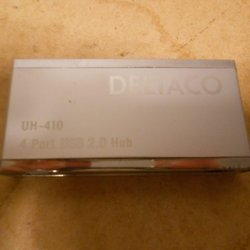 DELTACO
UH-410
4 Port USB 2.0 Hub